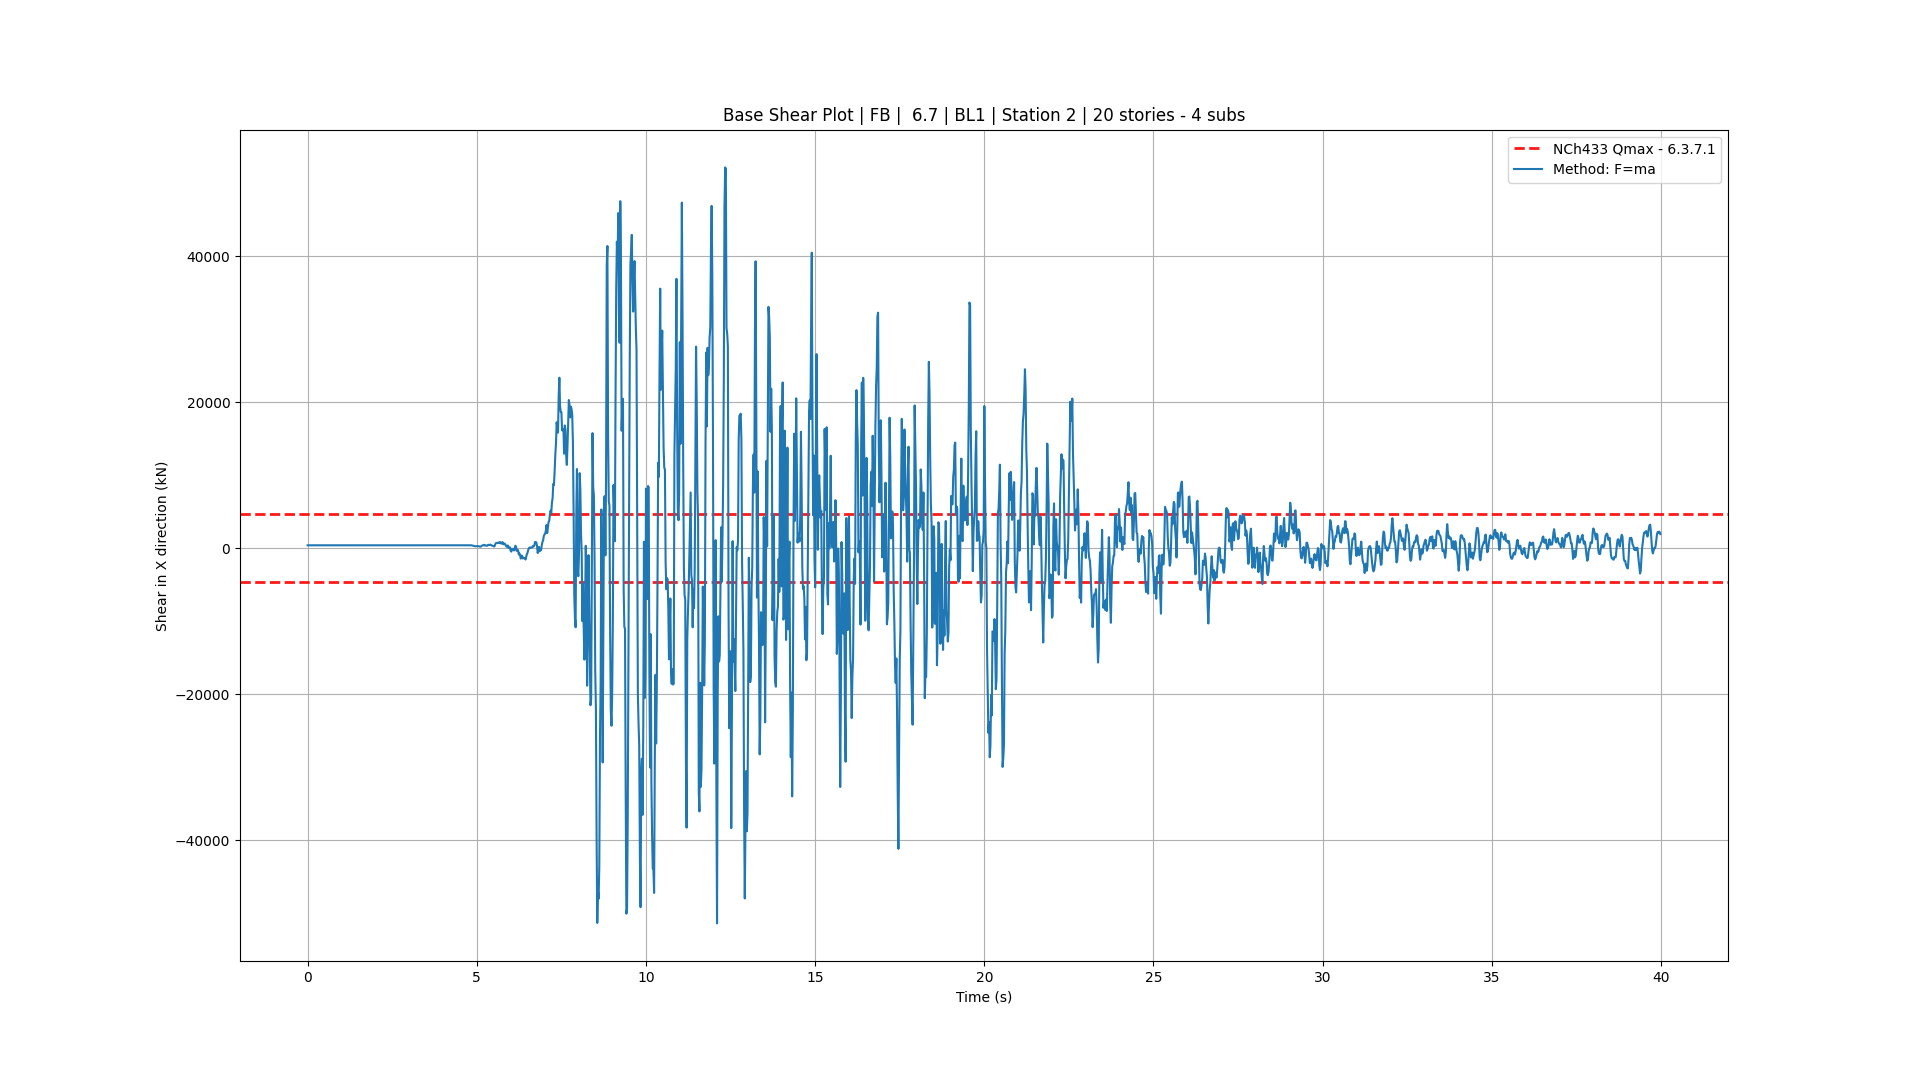 Base Shear Plot | FB |  6.7 | BL1 | Station 2 | 20 stories - 4 subs
NCh433 Qmax - 6.3.7.1
Method: F=ma
Shear in X direction (kN)
40000
20000
0
−20000
−40000
0 5 10 15 20 25 30 35 40
Time (s)